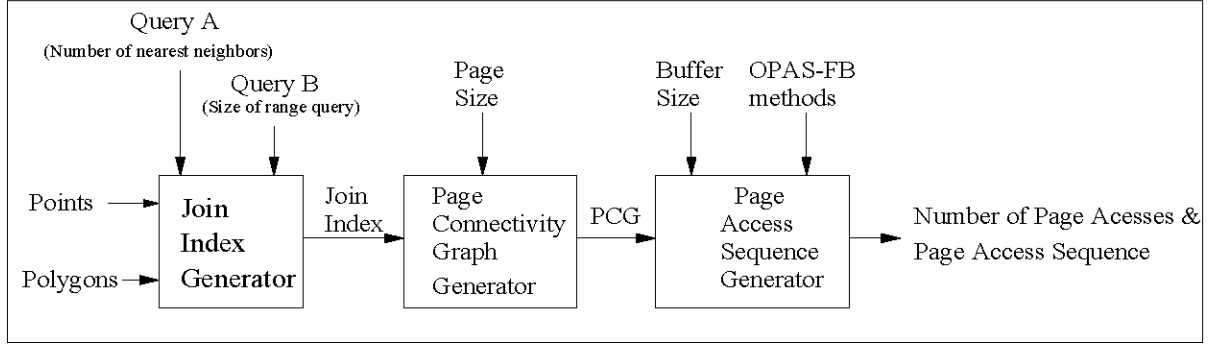 Query A
(Number of nearest neighbors)
Query B
(Size of range query)
Page
Size
Buffer
Size
OPAS-FB
methods
Points
Polygons
Join
Index
Generator
Join
Index
Page
Connectivity
Graph
Generator
PCG
Page
Access
Sequence
Generator
Number of Page Acesses &
Page Access Sequence